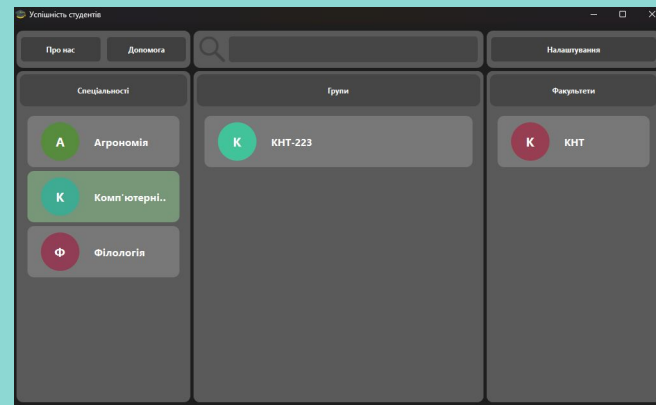 Успішність студентів
Про нас
Допомога
Налаштування
Спеціальності
Групи
Факультети
А
Агрономія
К
Комп'ютерні..
Ф
Філологія
К
КНТ-223
К
КНТ